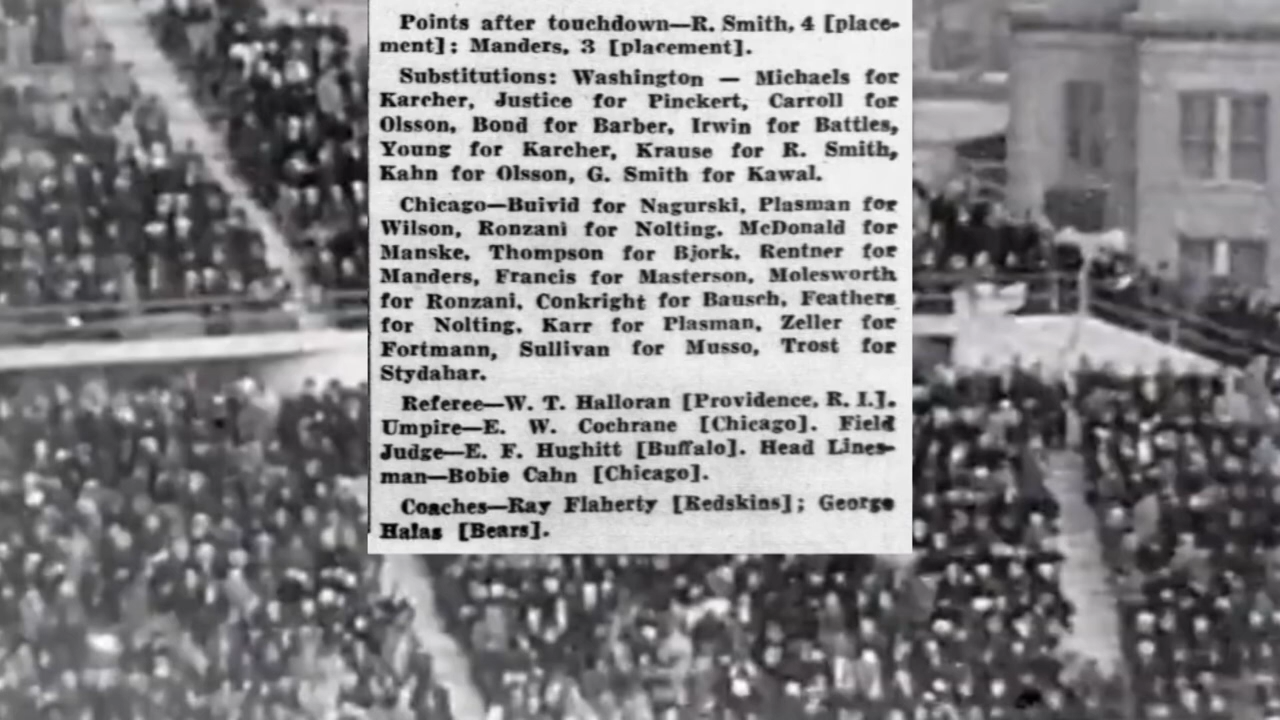 Points after touchdown—R. Smith, 4 [place-
ment]; Manders, 3 [placement].
Substitutions: Washington — Michaels for
Karcher, Justice for Pinckert, Carroll for
Olsson, Bond for Barber, Irwin for Battles,
Young for Karcher, Krause for R. Smith,
Kahn for Olsson, G. Smith for Kawal.
Chicago—Buivid for Nagurski, Plasman for
Wilson, Ronzani for Nolting, McDonald for
Manske, Thompson for Bjork, Rentner for
Manders, Francis for Masterson, Molesworth
for Ronzani, Conkright for Bausch, Feathers
for Nolting, Karr for Plasman, Zeller for
Fortmann, Sullivan for Musso, Trost for
Stydahar.
Referee—W. T. Halloran [Providence, R. I.].
Umpire—E. W. Cochrane [Chicago]. Field
Judge—E. F. Hughitt [Buffalo]. Head Lines-
man—Bobie Cahn [Chicago].
Coaches—Ray Flaherty [Redskins]; George
Halas [Bears].